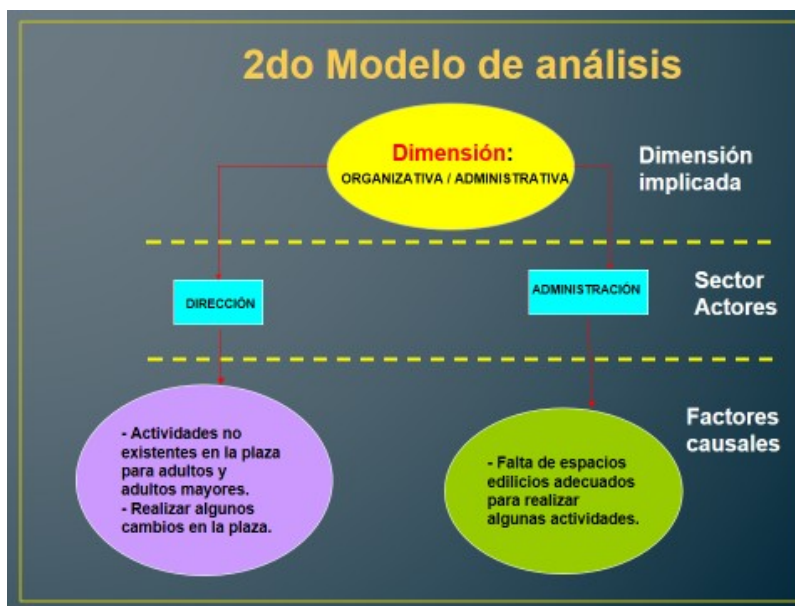 2do Modelo de análisis
Dimensión:
ORGANIZATIVA / ADMINISTRATIVA
Dimensión
implicada
DIRECCIÓN
ADMINISTRACIÓN
Sector
Actores
- Actividades no
existentes en la plaza
para adultos y
adultos mayores.
- Realizar algunos
cambios en la plaza.
- Falta de espacios
edilicios adecuados
para realizar
algunas actividades.
Factores
causales